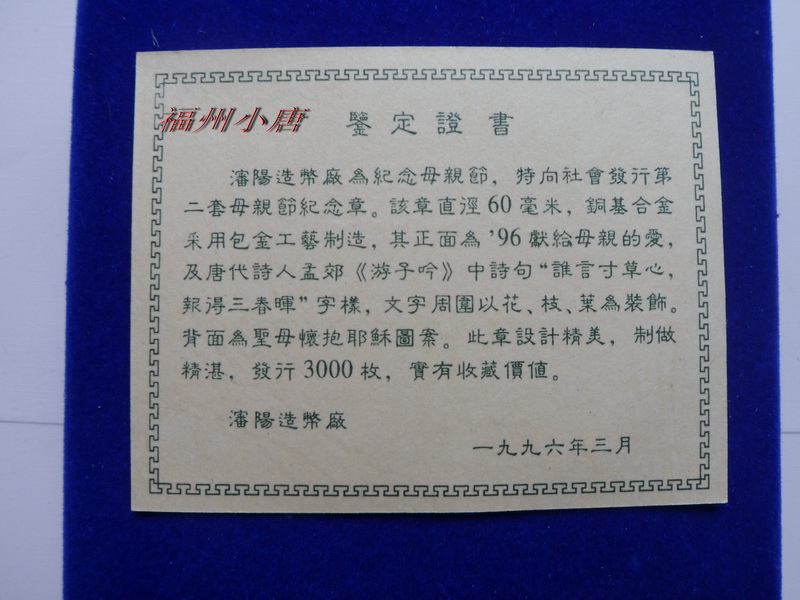 福州小唐
鑒定證書
瀋陽造幣廠為紀念母親節，特向社會發行第
二套母親節紀念章。該章直徑60毫米，銅基合金
采用包金工藝制造，其正面為’96獻給母親的愛，
及唐代詩人孟郊《游子吟》中詩句“誰言寸草心，
報得三春暉”字樣，文字周圍以花、枝、葉為裝飾。
背面為聖母懷抱耶穌圖案。此章設計精美，制做
精湛，發行3000枚，實有收藏價值。
瀋陽造幣廠
一九九六年三月